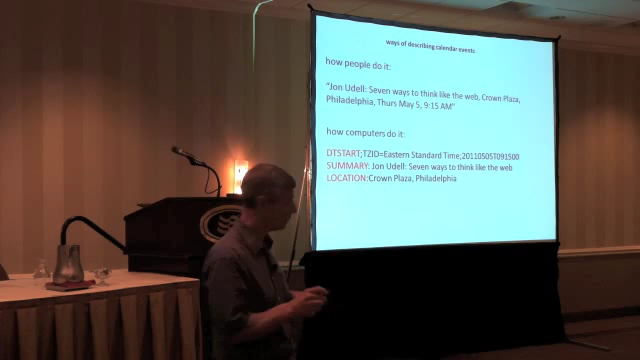 ways of describing calendar events
how people do it:
"Jon Udell: Seven ways to think like the web, Crown Plaza,
Philadelphia, Thurs May 5, 9:15 AM"
how computers do it:
DTSTART;TZID=Eastern Standard Time;20110505T091500
SUMMARY: Jon Udell: Seven ways to think like the web
LOCATION:Crown Plaza, Philadelphia